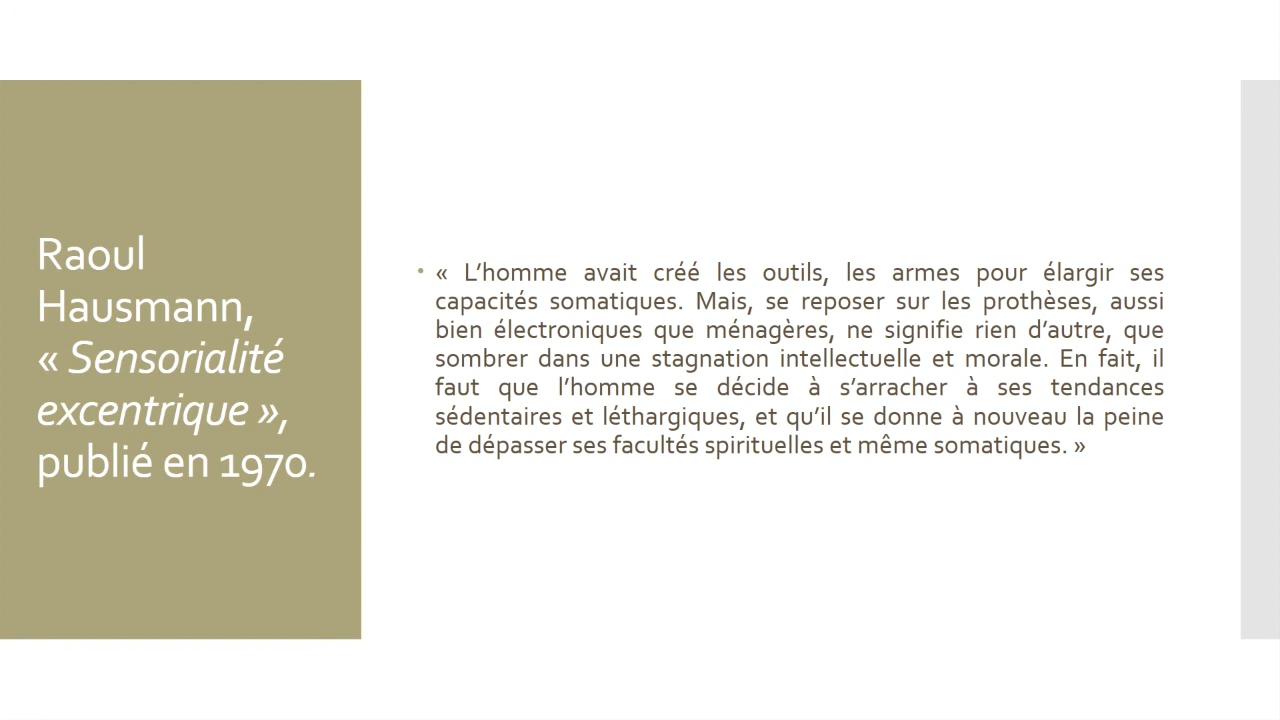 Raoul
Hausmann,
« Sensorialité
excentrique »,
publié en 1970.
• « L’homme avait créé les outils, les armes pour élargir ses
capacités somatiques. Mais, se reposer sur les prothèses, aussi
bien électroniques que ménagères, ne signifie rien d’autre, que
sombrer dans une stagnation intellectuelle et morale. En fait, il
faut que l’homme se décide à s’arracher à ses tendances
sédentaires et léthargiques, et qu’il se donne à nouveau la peine
de dépasser ses facultés spirituelles et même somatiques. »